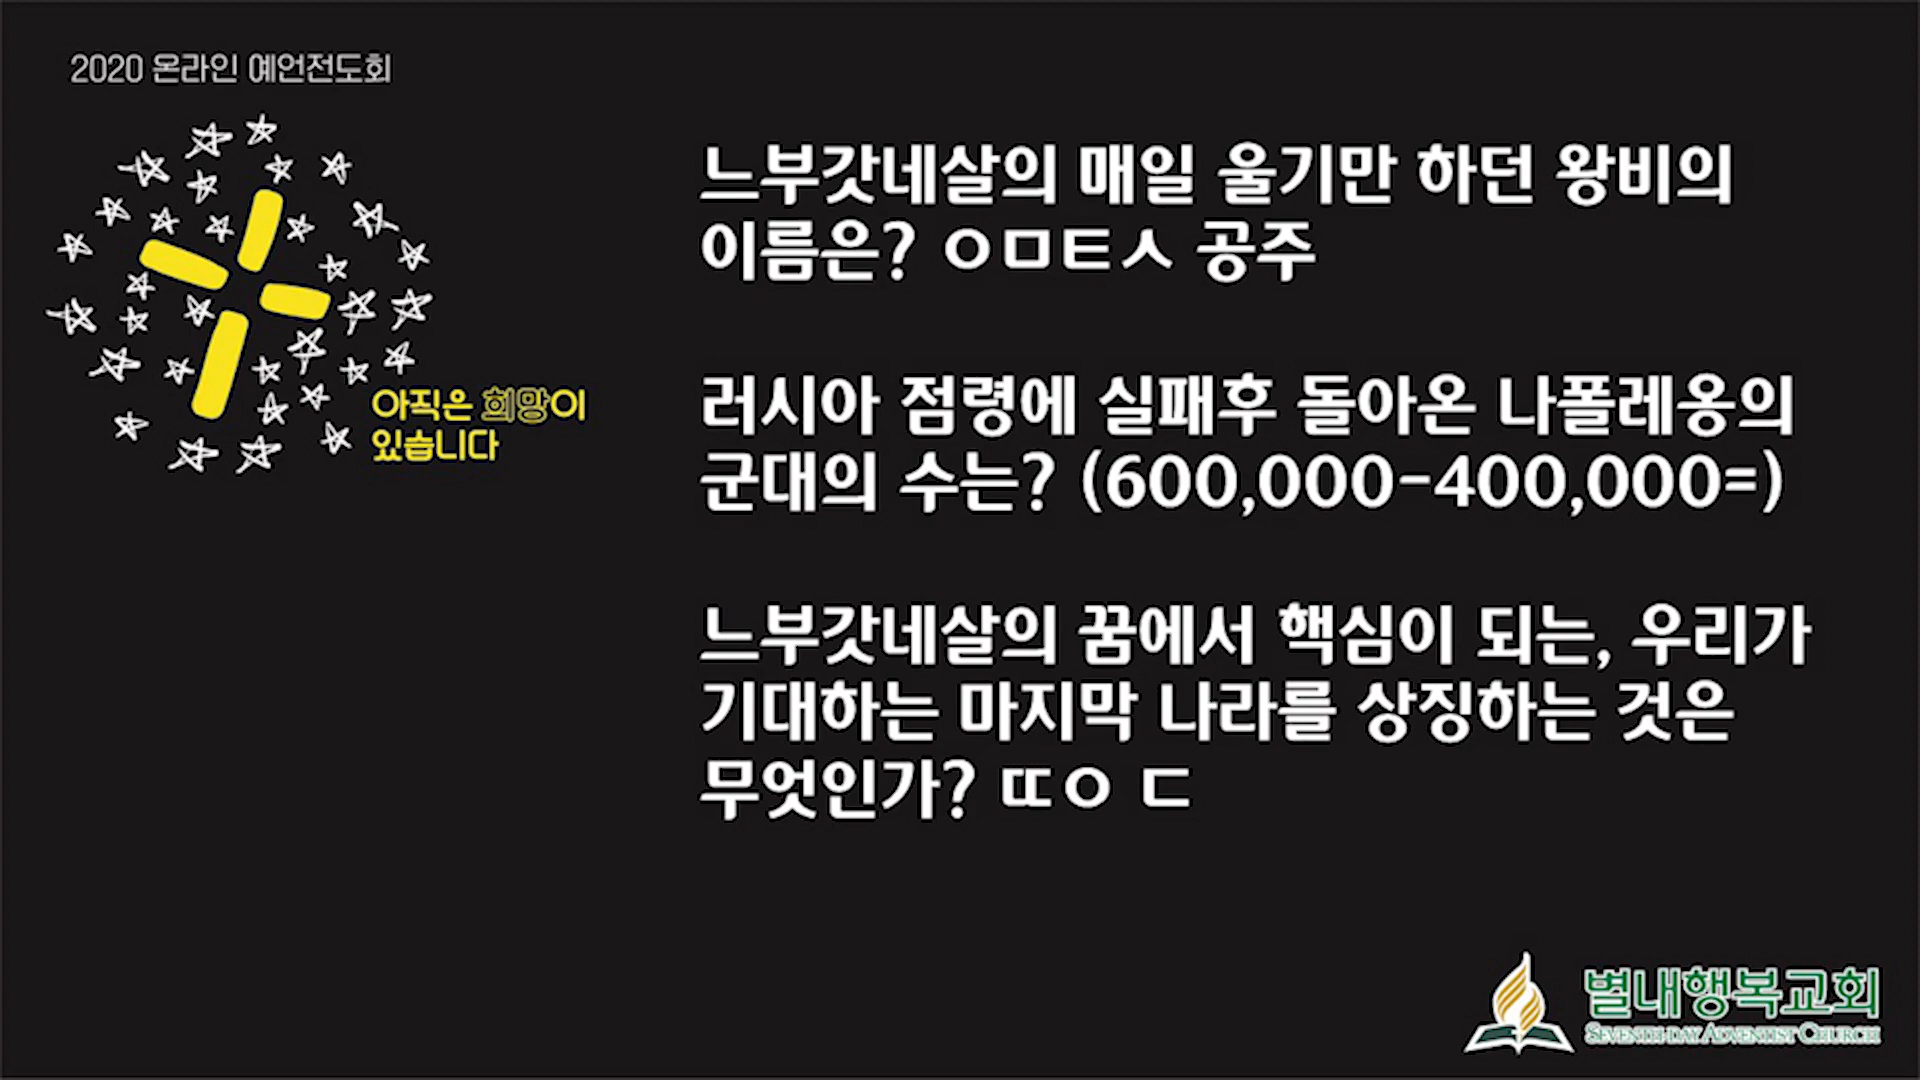 2020 온라인 예언전도회
아직은 희망이
있습니다
느부갓네살의 매일 울기만 하던 왕비의
이름은? ㅇㅁㅌㅅ 공주
러시아 점령에 실패후 돌아온 나폴레옹의
군대의 수는? (600,000-400,000=)
느부갓네살의 꿈에서 핵심이 되는, 우리가
기대하는 마지막 나라를 상징하는 것은
무엇인가? ㄸㅇ ㄷ
별내행복교회
SEVENTH-DAY ADVENTIST CHURCH